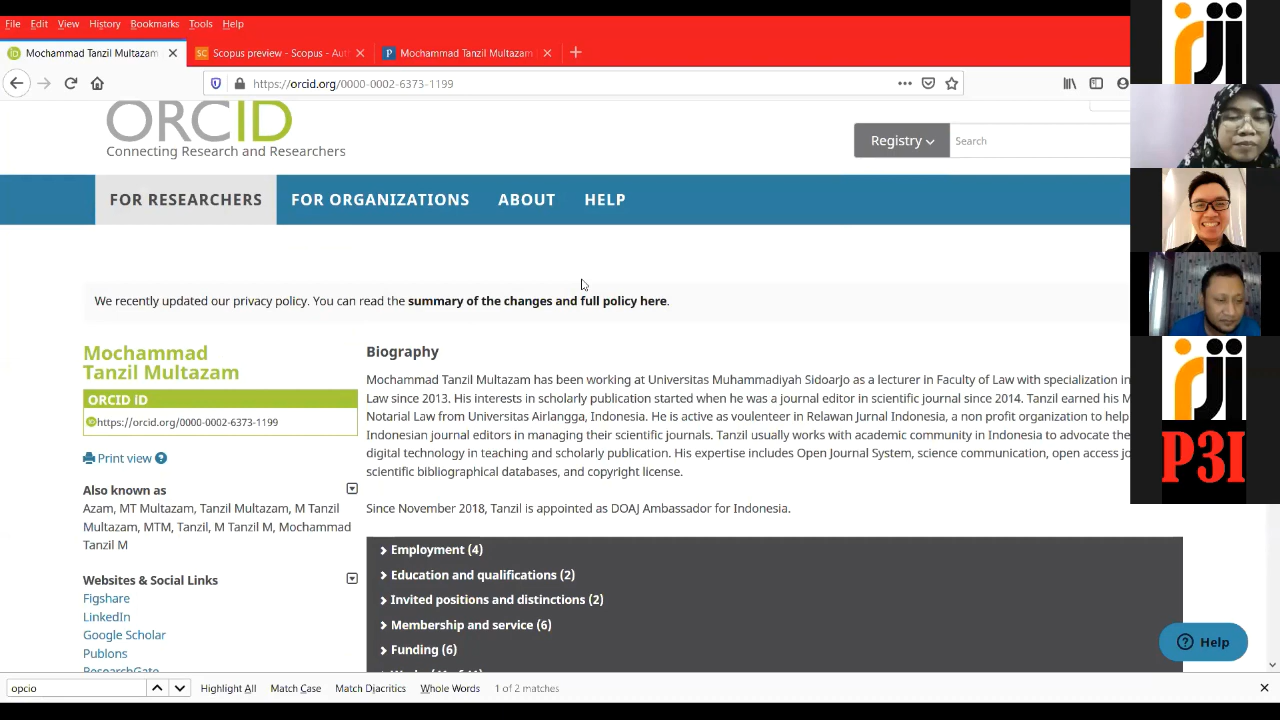 File Edit View History Bookmarks Tools Help
Mochammad Tanzil Multazam
Scopus preview - Scopus - Aut
Mochammad Tanzil Multazam
https://orcid.org/0000-0002-6373-1199
ORCID
Connecting Research and Researchers
Registry
Search
FOR RESEARCHERS FOR ORGANIZATIONS ABOUT HELP
We recently updated our privacy policy. You can read the summary of the changes and full policy here.
Mochammad
Tanzil Multazam
ORCID iD
https://orcid.org/0000-0002-6373-1199
Print view
Also known as
Azam, MT Multazam, Tanzil Multazam, M Tanzil
Multazam, MTM, Tanzil, M Tanzil M, Mochammad
Tanzil M
Websites & Social Links
Figshare
LinkedIn
Google Scholar
Publons
ResearchGate
Biography
Mochammad Tanzil Multazam has been working at Universitas Muhammadiyah Sidoarjo as a lecturer in Faculty of Law with specialization in
Law since 2013. His interests in scholarly publication started when he was a journal editor in scientific journal since 2014. Tanzil earned his M
Notarial Law from Universitas Airlangga, Indonesia. He is active as voulenteer in Relawan Jurnal Indonesia, a non profit organization to help
Indonesian journal editors in managing their scientific journals. Tanzil usually works with academic community in Indonesia to advocate the
digital technology in teaching and scholarly publication. His expertise includes Open Journal System, science communication, open access jo
scientific bibliographical databases, and copyright license.
Since November 2018, Tanzil is appointed as DOAJ Ambassador for Indonesia.
Employment (4)
Education and qualifications (2)
Invited positions and distinctions (2)
Membership and service (6)
Funding (6)
Help
opcio
Highlight All Match Case Match Diacritics Whole Words 1 of 2 matches
rji
rji
P3I